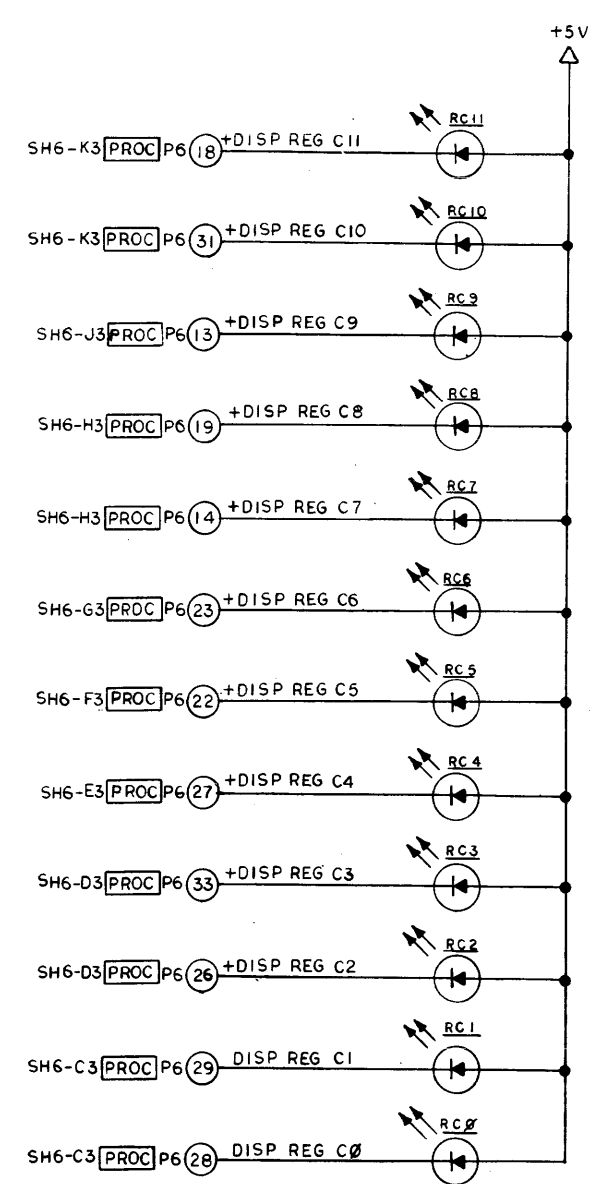 +5V
RC11
SH6-K3 PROC P6 18 +DISP REG C11
RC10
SH6-K3 PROC P6 31 +DISP REG C10
RC9
SH6-J3 PROC P6 13 +DISP REG C9
RC8
SH6-H3 PROC P6 19 +DISP REG C8
RC7
SH6-H3 PROC P6 14 +DISP REG C7
RC6
SH6-G3 PROC P6 23 +DISP REG C6
RC5
SH6-F3 PROC P6 22 +DISP REG C5
RC4
SH6-E3 PROC P6 27 +DISP REG C4
RC3
SH6-D3 PROC P6 33 +DISP REG C3
RC2
SH6-D3 PROC P6 26 +DISP REG C2
RC1
SH6-C3 PROC P6 29 DISP REG C1
RCØ
SH6-C3 PROC P6 28 DISP REG CØ